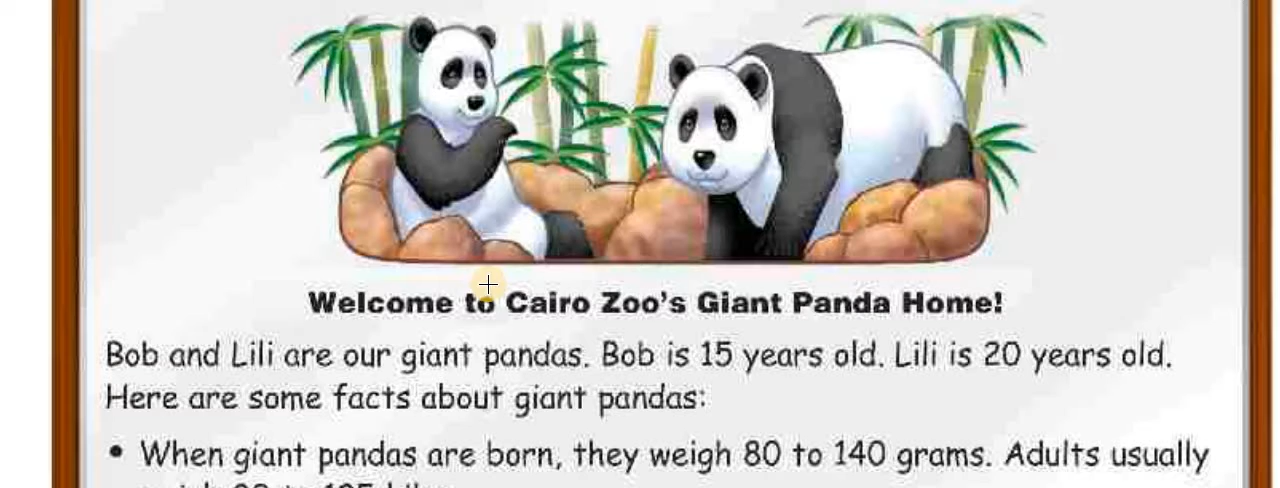 Welcome to Cairo Zoo's Giant Panda Home!
Bob and Lili are our giant pandas. Bob is 15 years old. Lili is 20 years old.
Here are some facts about giant pandas:
• When giant pandas are born, they weigh 80 to 140 grams. Adults usually